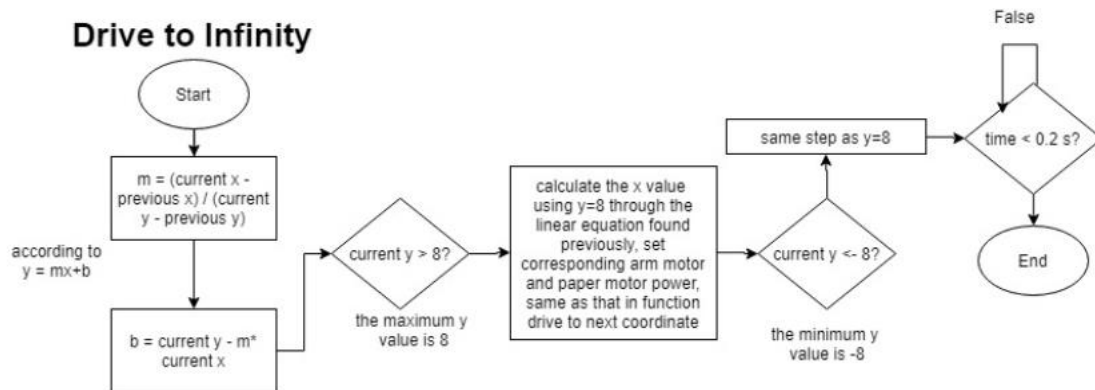 Drive to Infinity
Start
m = (current x -
previous x) / (current
y - previous y)
according to
y = mx+b
b = current y - m*
current x
current y > 8?
the maximum y
value is 8
calculate the x value
using y=8 through the
linear equation found
previously, set
corresponding arm motor
and paper motor power,
same as that in function
drive to next coordinate
current y <- 8?
the minimum y
value is -8
same step as y=8
False
time < 0.2 s?
End